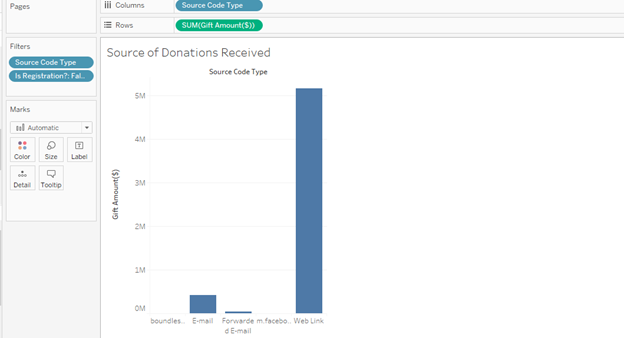 Pages
Columns
Source Code Type
Rows
SUM(Gift Amount($))
Filters
Source Code Type
Is Registration?: Fal..
Marks
Automatic
Color
Size
Label
Detail
Tooltip
Source of Donations Received
Source Code Type
Gift Amount($)
5M
4M
3M
2M
1M
0M
boundles.. E-mail Forwarde m.facebo.. Web Link
d E-mail